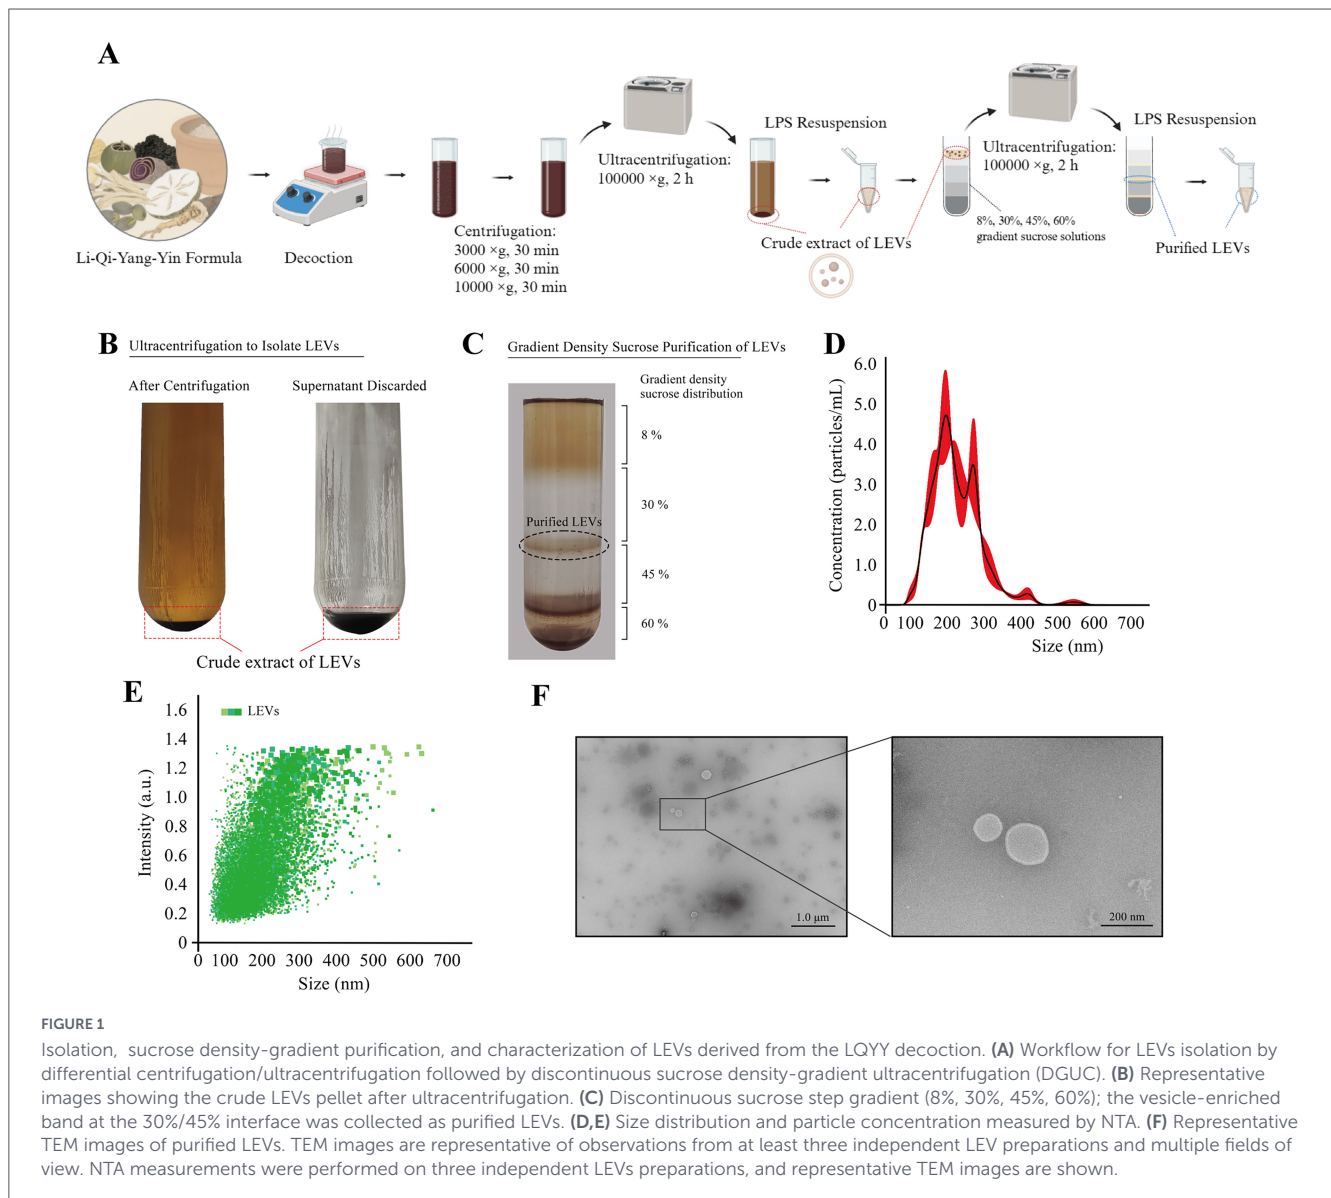 A
Li-Qi-Yang-Yin Formula
Decoction
Centrifugation:
3000 ×g, 30 min
6000 ×g, 30 min
10000 ×g, 30 min
Ultracentrifugation:
100000 ×g, 2 h
LPS Resuspension
Crude extract of LEVs
Ultracentrifugation:
100000 ×g, 2 h
8%, 30%, 45%, 60%
gradient sucrose solutions
LPS Resuspension
Purified LEVs
B
Ultracentrifugation to Isolate LEVs
After Centrifugation
Supernatant Discarded
Crude extract of LEVs
C
Gradient Density Sucrose Purification of LEVs
Gradient density
sucrose distribution
8 %
30 %
Purified LEVs
45 %
60 %
D
Concentration (particles/mL)
6.0
5.0
4.0
3.0
2.0
1.0
0
0 100 200 300 400 500 600 700
Size (nm)
E
LEVs
Intensity (a.u.)
1.6
1.4
1.2
1.0
0.8
0.6
0.4
0.2
0
0 100 200 300 400 500 600 700
Size (nm)
F
1.0 μm
200 nm
FIGURE 1
Isolation, sucrose density-gradient purification, and characterization of LEVs derived from the LQYY decoction. (A) Workflow for LEVs isolation by
differential centrifugation/ultracentrifugation followed by discontinuous sucrose density-gradient ultracentrifugation (DGUC). (B) Representative
images showing the crude LEVs pellet after ultracentrifugation. (C) Discontinuous sucrose step gradient (8%, 30%, 45%, 60%); the vesicle-enriched
band at the 30%/45% interface was collected as purified LEVs. (D,E) Size distribution and particle concentration measured by NTA. (F) Representative
TEM images of purified LEVs. TEM images are representative of observations from at least three independent LEV preparations and multiple fields of
view. NTA measurements were performed on three independent LEVs preparations, and representative TEM images are shown.